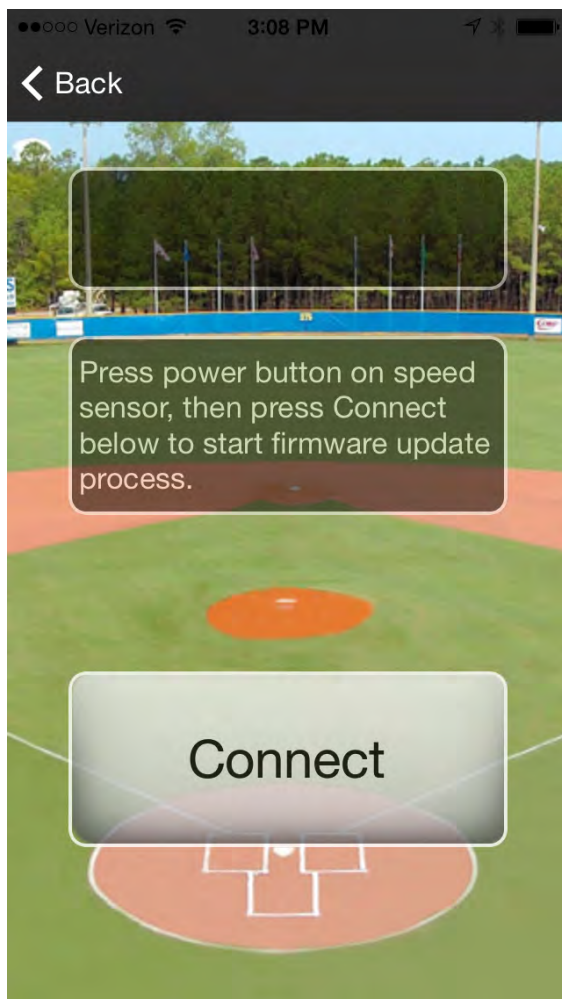 Verizon 3:08 PM
Back
Press power button on speed
sensor, then press Connect
below to start firmware update
process.
Connect